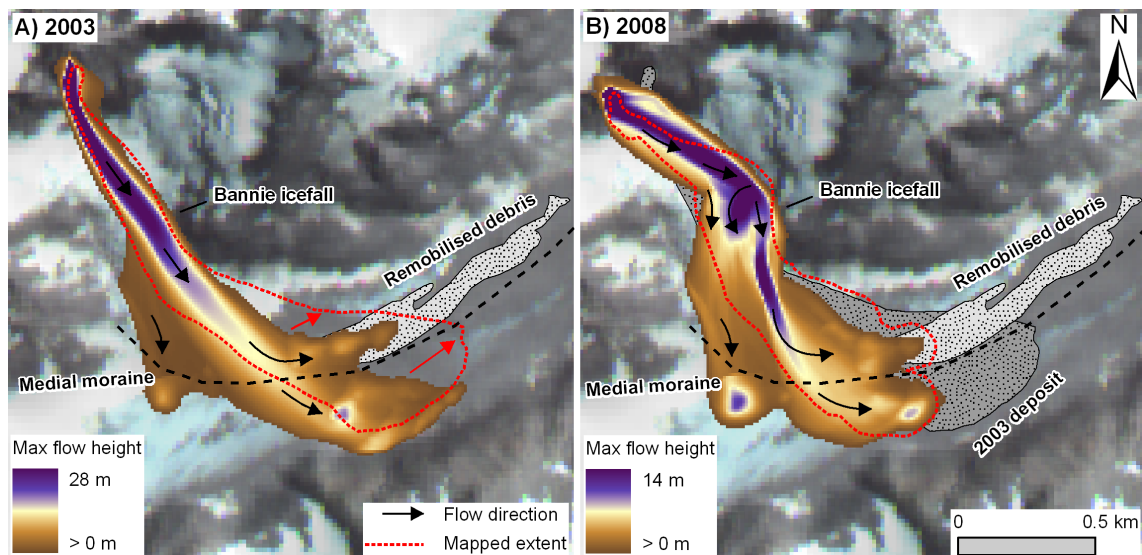 A) 2003
Bannie icefall
Remobilised debris
Medial moraine
Max flow height
28 m
> 0 m
Flow direction
Mapped extent
B) 2008
N
Bannie icefall
Remobilised debris
Medial moraine
2003 deposit
Max flow height
14 m
> 0 m
0
0.5 km